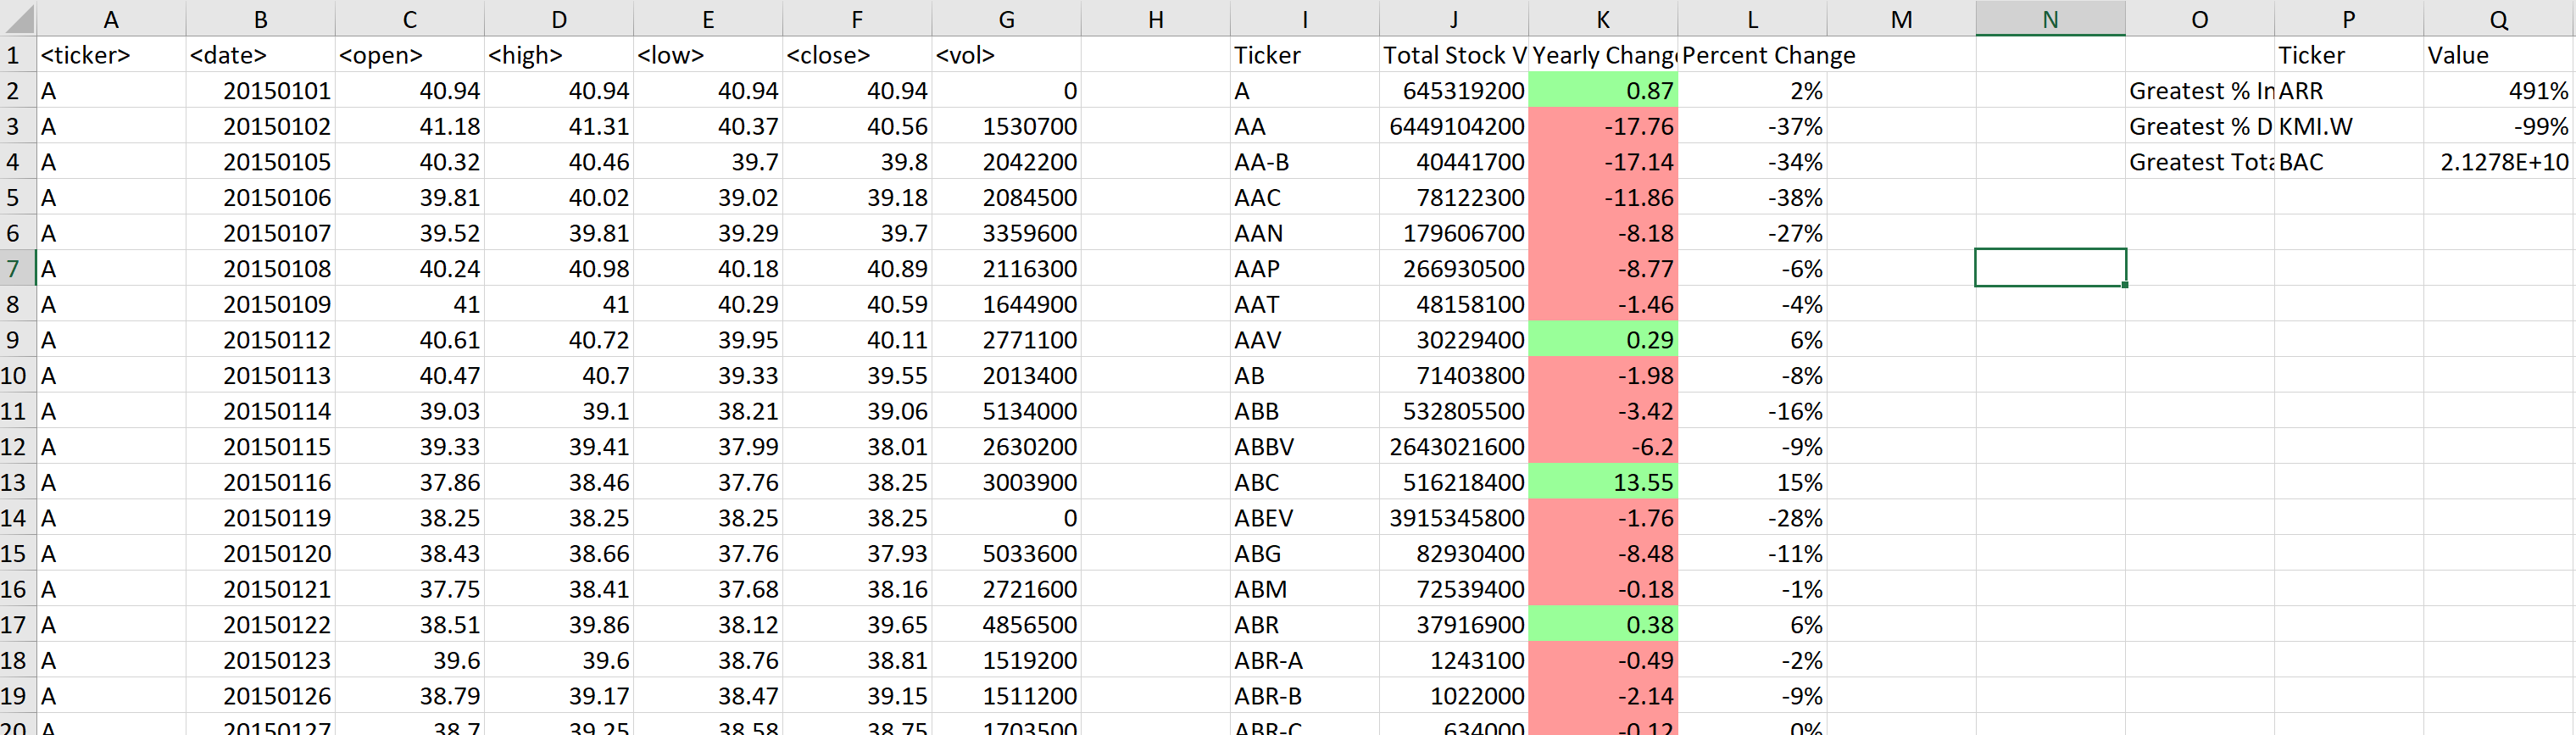 A B C D E F G H I J K L M N O P Q
1 <ticker> <date> <open> <high> <low> <close> <vol> Ticker Total Stock V Yearly Change Percent Change Ticker Value
2 A 20150101 40.94 40.94 40.94 40.94 0 A 645319200 0.87 2% Greatest % In ARR 491%
3 A 20150102 41.18 41.31 40.37 40.56 1530700 AA 6449104200 -17.76 -37% Greatest % D KMI.W -99%
4 A 20150105 40.32 40.46 39.7 39.8 2042200 AA-B 40441700 -17.14 -34% Greatest Tota BAC 2.1278E+10
5 A 20150106 39.81 40.02 39.02 39.18 2084500 AAC 78122300 -11.86 -38%
6 A 20150107 39.52 39.81 39.29 39.7 3359600 AAN 179606700 -8.18 -27%
7 A 20150108 40.24 40.98 40.18 40.89 2116300 AAP 266930500 -8.77 -6%
8 A 20150109 41 41 40.29 40.59 1644900 AAT 48158100 -1.46 -4%
9 A 20150112 40.61 40.72 39.95 40.11 2771100 AAV 30229400 0.29 6%
10 A 20150113 40.47 40.7 39.33 39.55 2013400 AB 71403800 -1.98 -8%
11 A 20150114 39.03 39.1 38.21 39.06 5134000 ABB 532805500 -3.42 -16%
12 A 20150115 39.33 39.41 37.99 38.01 2630200 ABBV 2643021600 -6.2 -9%
13 A 20150116 37.86 38.46 37.76 38.25 3003900 ABC 516218400 13.55 15%
14 A 20150119 38.25 38.25 38.25 38.25 0 ABEV 3915345800 -1.76 -28%
15 A 20150120 38.43 38.66 37.76 37.93 5033600 ABG 82930400 -8.48 -11%
16 A 20150121 37.75 38.41 37.68 38.16 2721600 ABM 72539400 -0.18 -1%
17 A 20150122 38.51 39.86 38.12 39.65 4856500 ABR 37916900 0.38 6%
18 A 20150123 39.6 39.6 38.76 38.81 1519200 ABR-A 1243100 -0.49 -2%
19 A 20150126 38.79 39.17 38.47 39.15 1511200 ABR-B 1022000 -2.14 -9%
20 A 20150127 38.7 39.25 38.58 38.75 1703500 ABR-C 634000 -0.12 0%